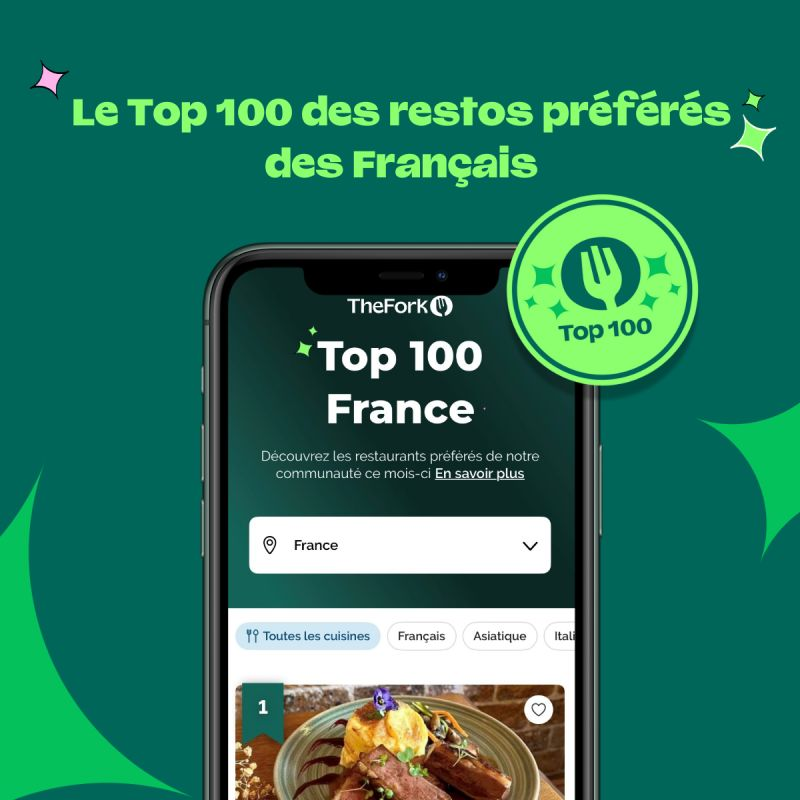 Le Top 100 des restos préférés
des Français
TheFork
Top 100
Top 100
France
Découvrez les restaurants préférés de notre
communauté ce mois-ci En savoir plus
France
Toutes les cuisines
Français
Asiatique
Itali
1